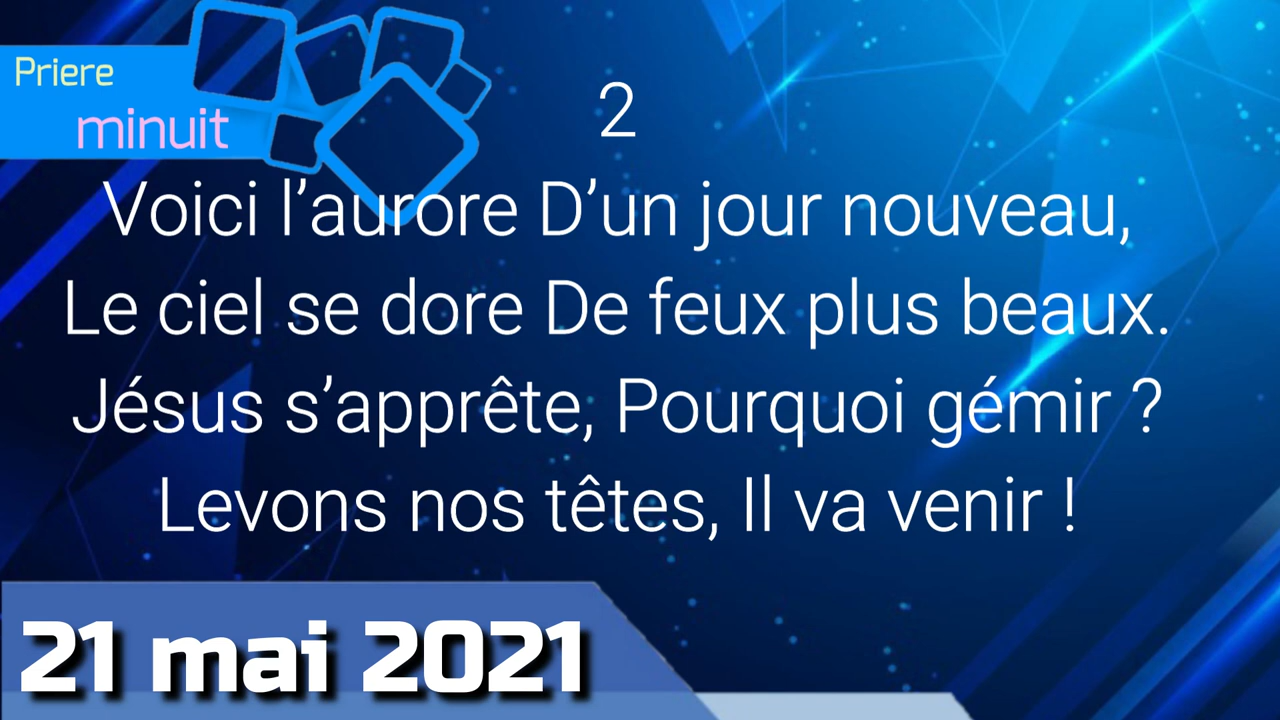 Priere
minuit
2
Voici l’aurore D’un jour nouveau,
Le ciel se dore De feux plus beaux.
Jésus s’apprête, Pourquoi gémir ?
Levons nos têtes, Il va venir !
21 mai 2021